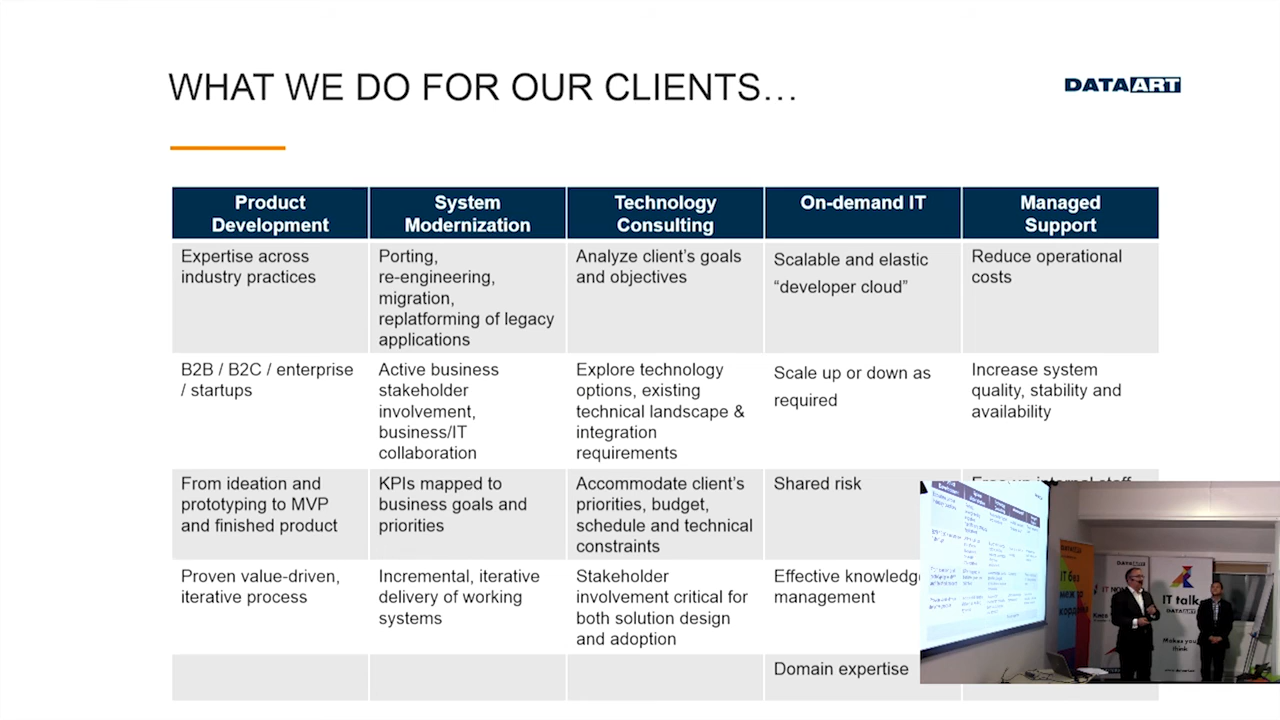 WHAT WE DO FOR OUR CLIENTS…
DATAART
Product
Development
System
Modernization
Technology
Consulting
On-demand IT
Managed
Support
Expertise across
industry practices
Porting,
re-engineering,
migration,
replatforming of legacy
applications
Analyze client’s goals
and objectives
Scalable and elastic
“developer cloud”
Reduce operational
costs
B2B / B2C / enterprise
/ startups
Active business
stakeholder
involvement,
business/IT
collaboration
Explore technology
options, existing
technical landscape &
integration
requirements
Scale up or down as
required
Increase system
quality, stability and
availability
From ideation and
prototyping to MVP
and finished product
KPIs mapped to
business goals and
priorities
Accommodate client’s
priorities, budget,
schedule and technical
constraints
Shared risk
Proven value-driven,
iterative process
Incremental, iterative
delivery of working
systems
Stakeholder
involvement critical for
both solution design
and adoption
Effective knowledge
management
Domain expertise
IT talk
DATAART
Makes you
think